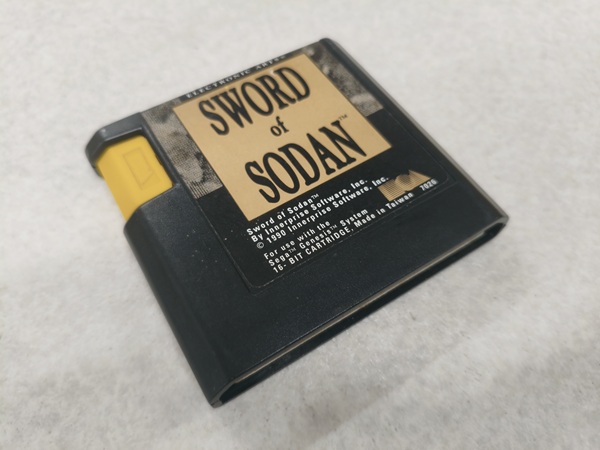 ELECTRONIC ARTS
SWORD
of
SODAN™
Sword of Sodan™
By Innerprise Software, Inc.
© 1990 Innerprise Software, Inc.
For use with the
Sega™ Genesis™ System
16- BIT CARTRIDGE. Made in Taiwan
7026